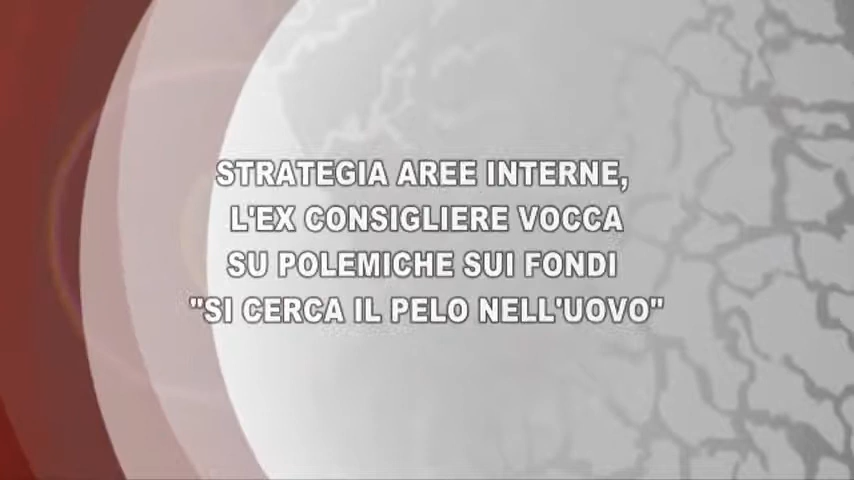 STRATEGIA AREE INTERNE,
L'EX CONSIGLIERE VOCCA
SU POLEMICHE SUI FONDI
"SI CERCA IL PELO NELL'UOVO"